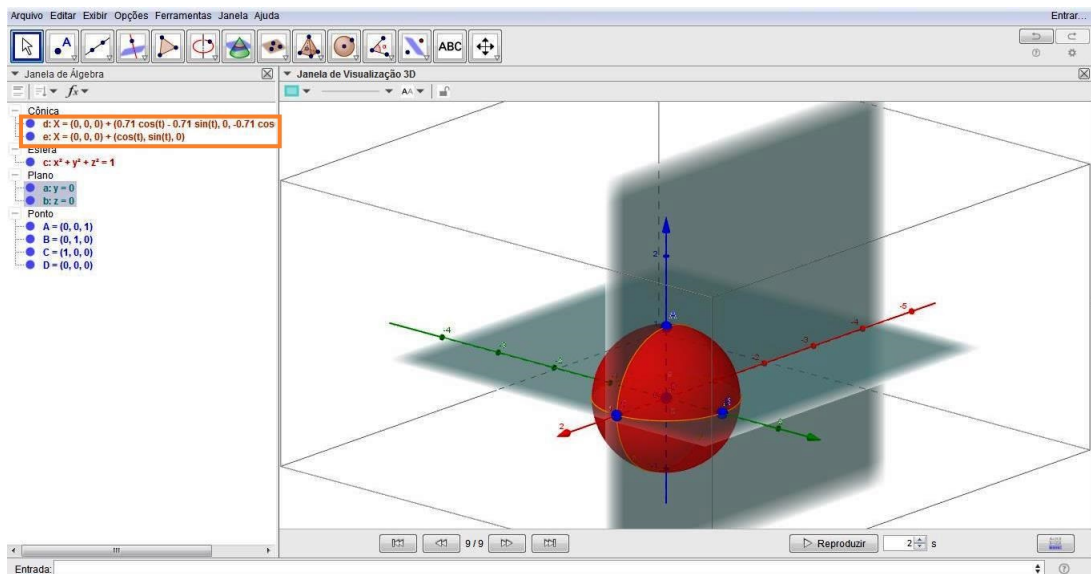 Arquivo Editar Exibir Opções Ferramentas Janela Ajuda
Entrar...
A
ABC
Janela de Álgebra
Janela de Visualização 3D
fx
AA
Cônica
d: X = (0, 0, 0) + (0.71 cos(t) - 0.71 sin(t), 0, -0.71 cos
e: X = (0, 0, 0) + (cos(t), sin(t), 0)
Esfera
c: x² + y² + z² = 1
Plano
a: y = 0
b: z = 0
Ponto
A = (0, 0, 1)
B = (0, 1, 0)
C = (1, 0, 0)
D = (0, 0, 0)
2
-5
-4
-4
-3
A
2
9 / 9
Reproduzir
2
s
Entrada: